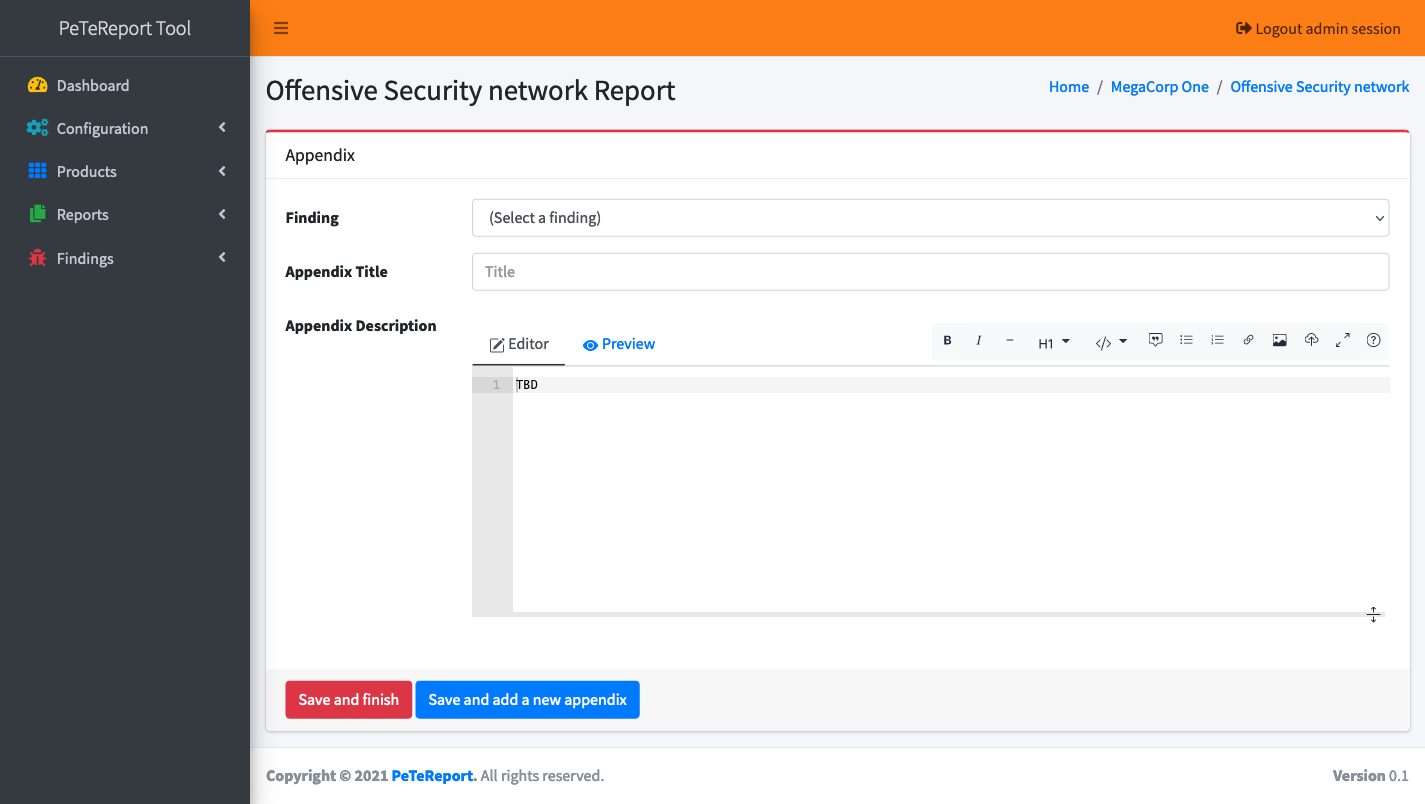 PeTeReport Tool
Logout admin session
Dashboard
Configuration
Products
Reports
Findings
Offensive Security network Report
Home / MegaCorp One / Offensive Security network
Appendix
Finding
(Select a finding)
Appendix Title
Title
Appendix Description
Editor
Preview
B I – H1 </>
1 TBD
Save and finish
Save and add a new appendix
Copyright © 2021 PeTeReport. All rights reserved.
Version 0.1